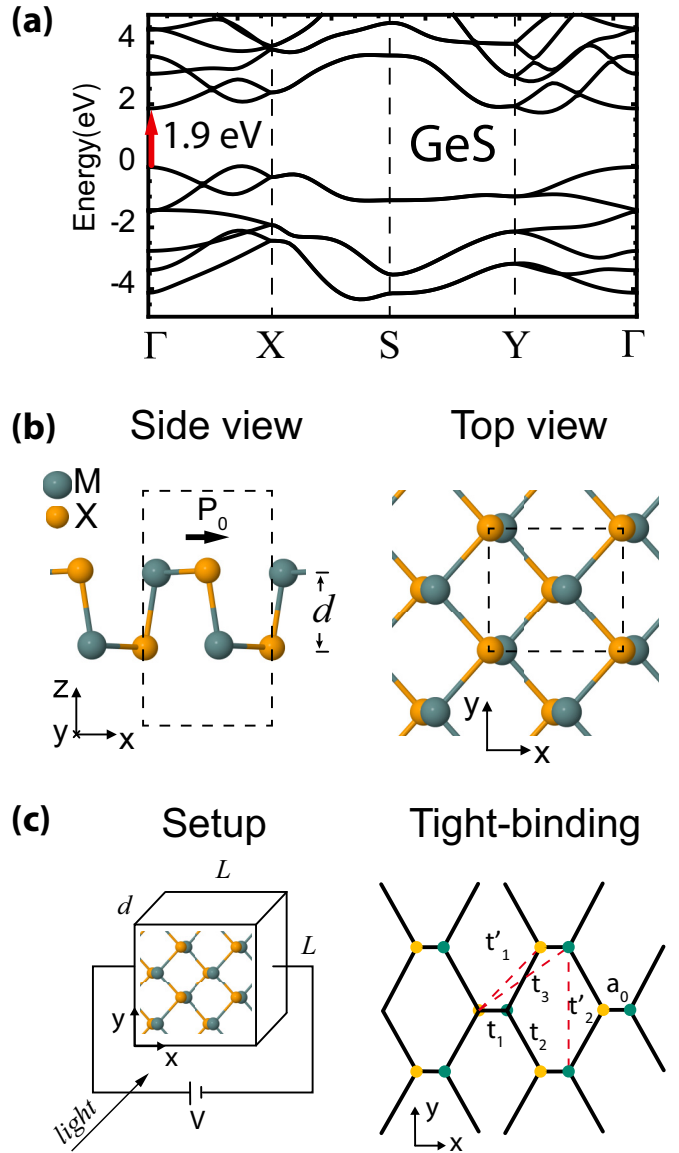 (a)
Energy(eV)
4
2
0
-2
-4
1.9 eV
GeS
Γ X S Y Γ
(b)
Side view Top view
M
X
P0
d
z
y x
y
x
(c)
Setup Tight-binding
L
d
L
y
x
light
V
t'1
t3
a0
t'2
t1 t2
y
x